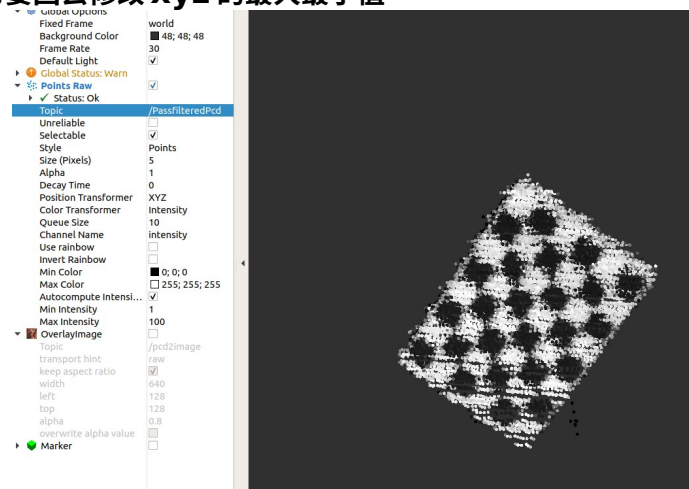 要回去修改 xyz 的最大最小值
Global Options
Fixed Frame world
Background Color 48; 48; 48
Frame Rate 30
Default Light
Global Status: Warn
Points Raw
Status: Ok
Topic /PassfilteredPcd
Unreliable
Selectable
Style Points
Size (Pixels) 5
Alpha 1
Decay Time 0
Position Transformer XYZ
Color Transformer Intensity
Queue Size 10
Channel Name intensity
Use rainbow
Invert Rainbow
Min Color 0; 0; 0
Max Color 255; 255; 255
Autocompute Intensi...
Min Intensity 1
Max Intensity 100
OverlayImage
Topic /pcd2image
transport hint raw
keep aspect ratio
width 640
left 128
top 128
alpha 0.8
overwrite alpha value
Marker